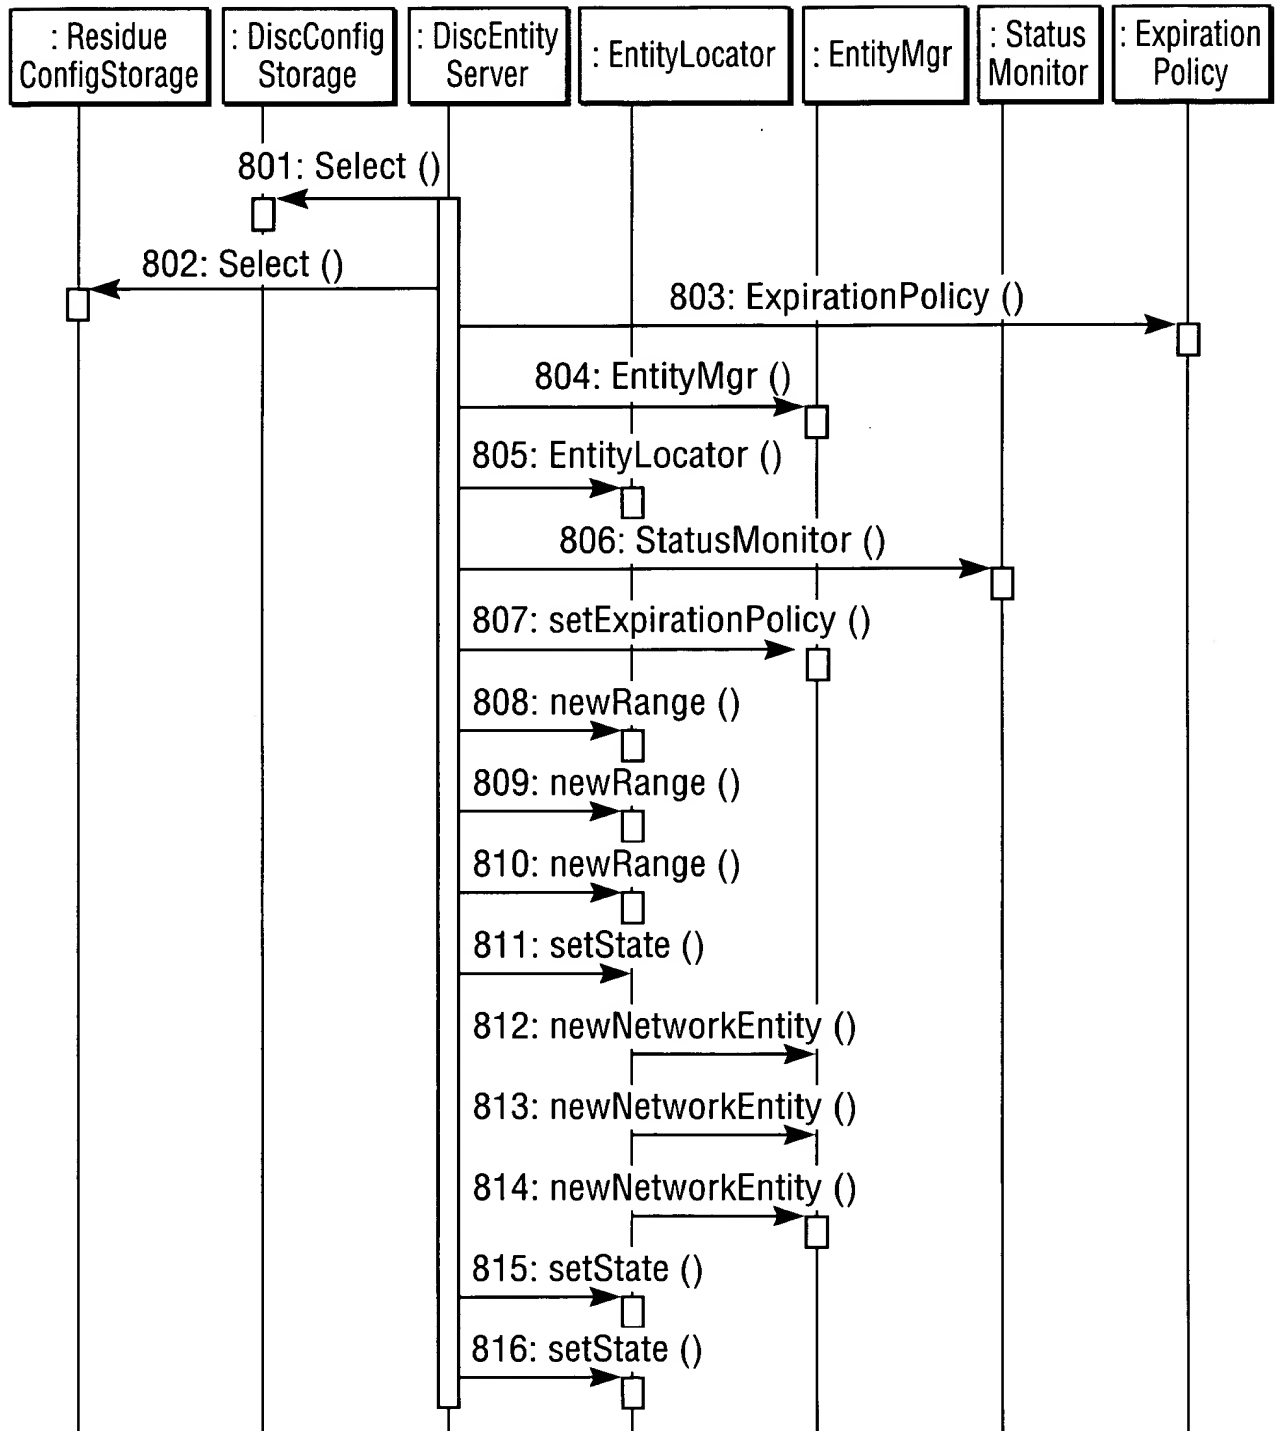 : Residue
ConfigStorage
: DiscConfig
Storage
: DiscEntity
Server
: EntityLocator
: EntityMgr
: Status
Monitor
: Expiration
Policy
801: Select ()
802: Select ()
803: ExpirationPolicy ()
804: EntityMgr ()
805: EntityLocator ()
806: StatusMonitor ()
807: setExpirationPolicy ()
808: newRange ()
809: newRange ()
810: newRange ()
811: setState ()
812: newNetworkEntity ()
813: newNetworkEntity ()
814: newNetworkEntity ()
815: setState ()
816: setState ()